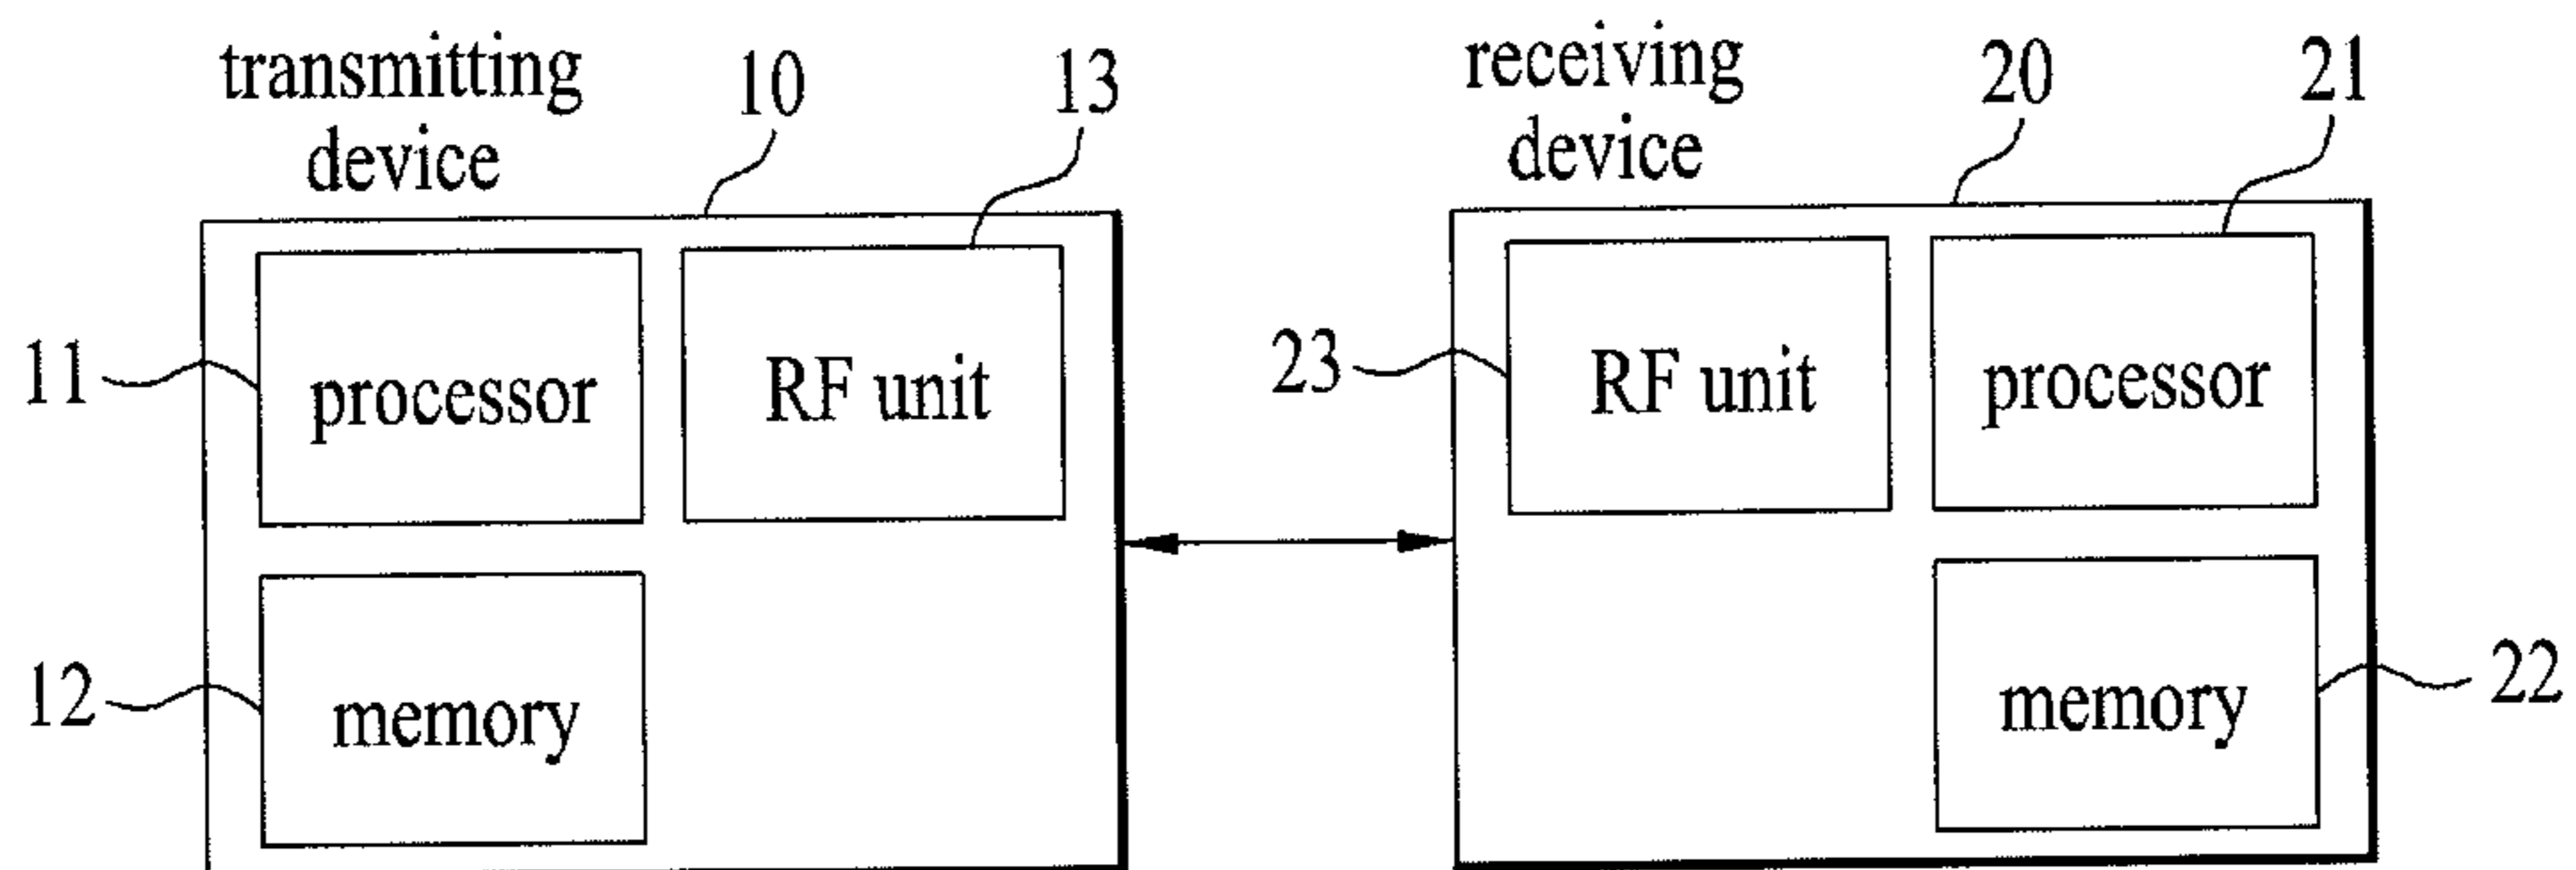 transmitting
device
10
13
receiving
device
20
21
11
processor
RF unit
23
RF unit
processor
12
memory
memory
22